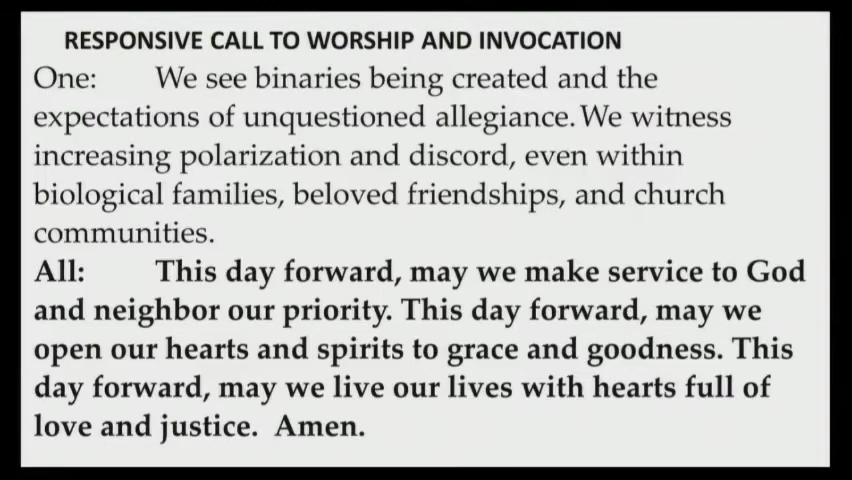 RESPONSIVE CALL TO WORSHIP AND INVOCATION
One: We see binaries being created and the
expectations of unquestioned allegiance. We witness
increasing polarization and discord, even within
biological families, beloved friendships, and church
communities.
All: This day forward, may we make service to God
and neighbor our priority. This day forward, may we
open our hearts and spirits to grace and goodness. This
day forward, may we live our lives with hearts full of
love and justice. Amen.